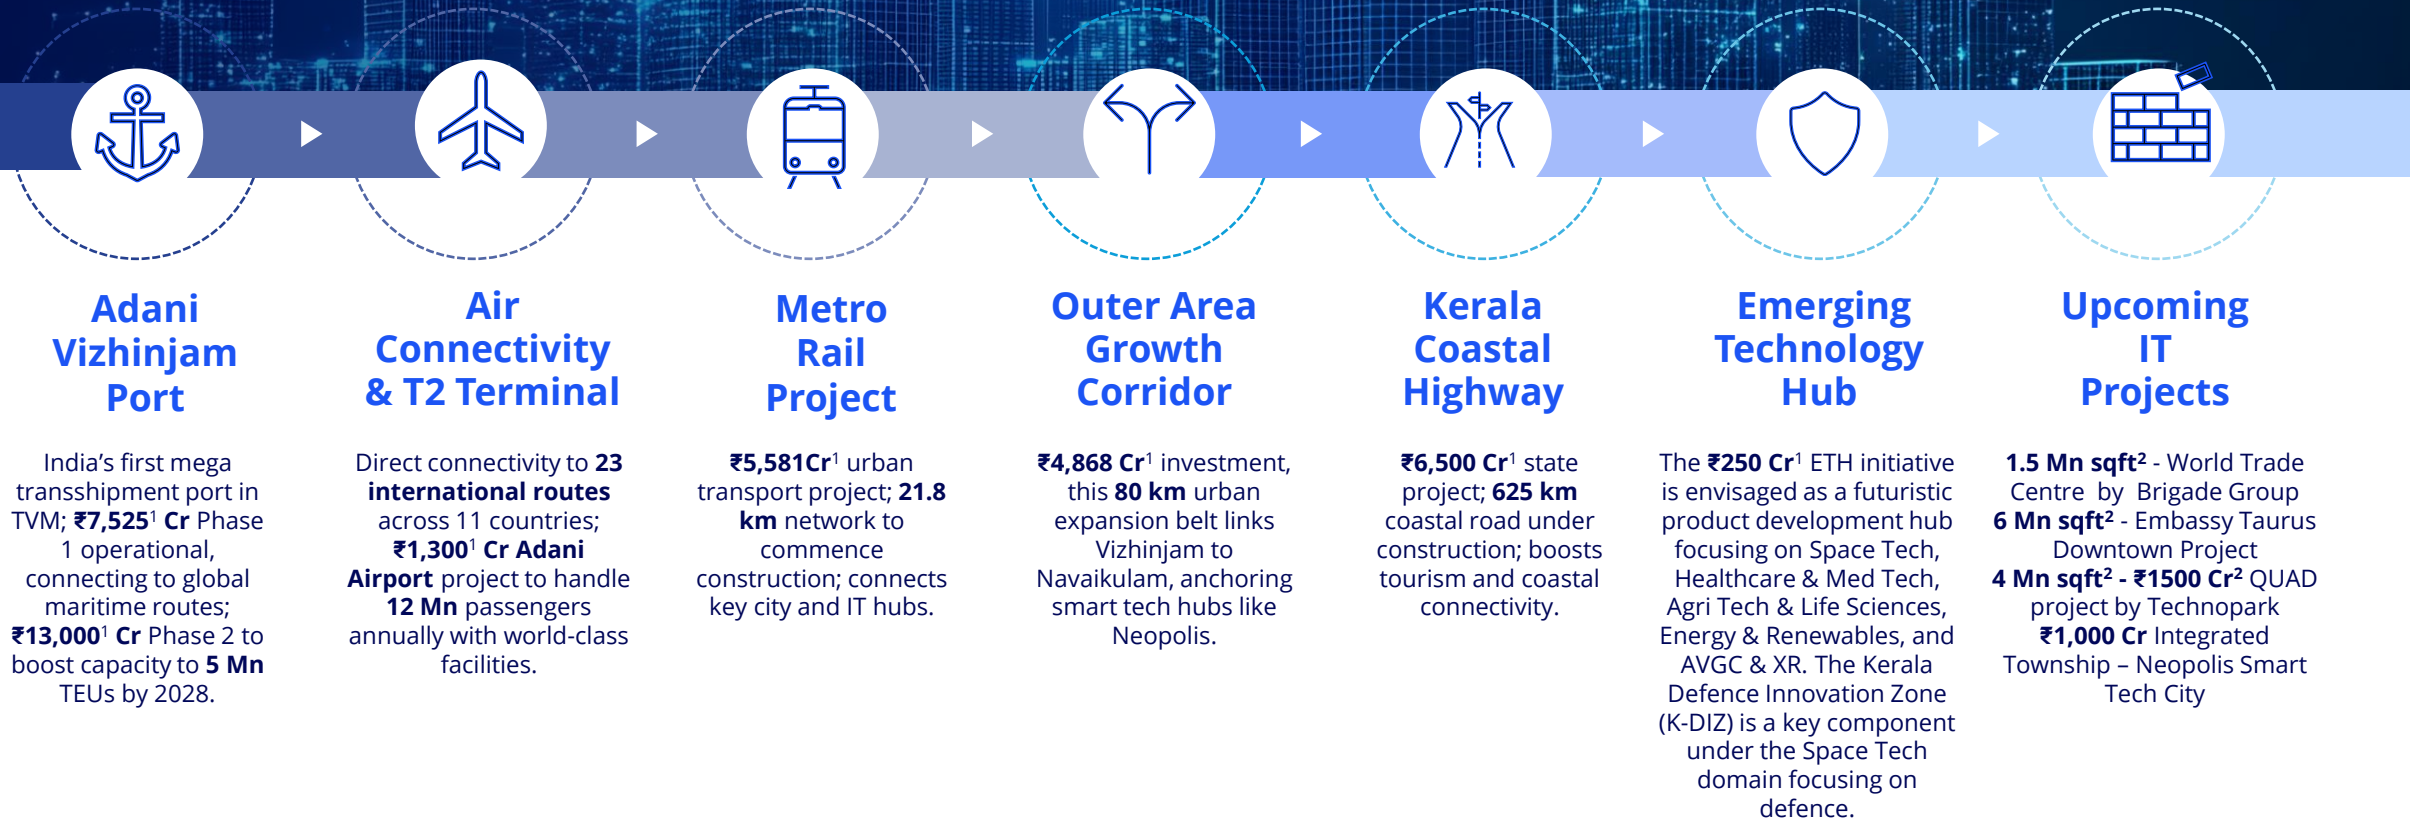 Adani
Vizhinjam
Port
India’s first mega
transshipment port in
TVM; ₹7,525¹ Cr Phase
1 operational,
connecting to global
maritime routes;
₹13,000¹ Cr Phase 2 to
boost capacity to 5 Mn
TEUs by 2028.
Air
Connectivity
& T2 Terminal
Direct connectivity to 23
international routes
across 11 countries;
₹1,300¹ Cr Adani
Airport project to handle
12 Mn passengers
annually with world-class
facilities.
Metro
Rail
Project
₹5,581Cr¹ urban
transport project; 21.8
km network to
commence
construction; connects
key city and IT hubs.
Outer Area
Growth
Corridor
₹4,868 Cr¹ investment,
this 80 km urban
expansion belt links
Vizhinjam to
Navaikulam, anchoring
smart tech hubs like
Neopolis.
Kerala
Coastal
Highway
₹6,500 Cr¹ state
project; 625 km
coastal road under
construction; boosts
tourism and coastal
connectivity.
Emerging
Technology
Hub
The ₹250 Cr¹ ETH initiative
is envisaged as a futuristic
product development hub
focusing on Space Tech,
Healthcare & Med Tech,
Agri Tech & Life Sciences,
Energy & Renewables, and
AVGC & XR. The Kerala
Defence Innovation Zone
(K-DIZ) is a key component
under the Space Tech
domain focusing on
defence.
Upcoming
IT
Projects
1.5 Mn sqft² - World Trade
Centre by Brigade Group
6 Mn sqft² - Embassy Taurus
Downtown Project
4 Mn sqft² - ₹1500 Cr² QUAD
project by Technopark
₹1,000 Cr Integrated
Township – Neopolis Smart
Tech City